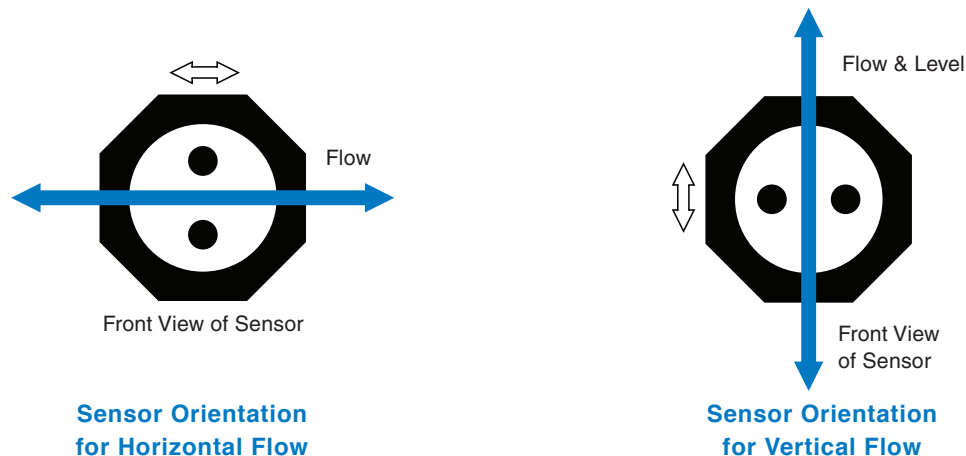 Flow
Front View of Sensor
Sensor Orientation
for Horizontal Flow
Flow & Level
Front View
of Sensor
Sensor Orientation
for Vertical Flow